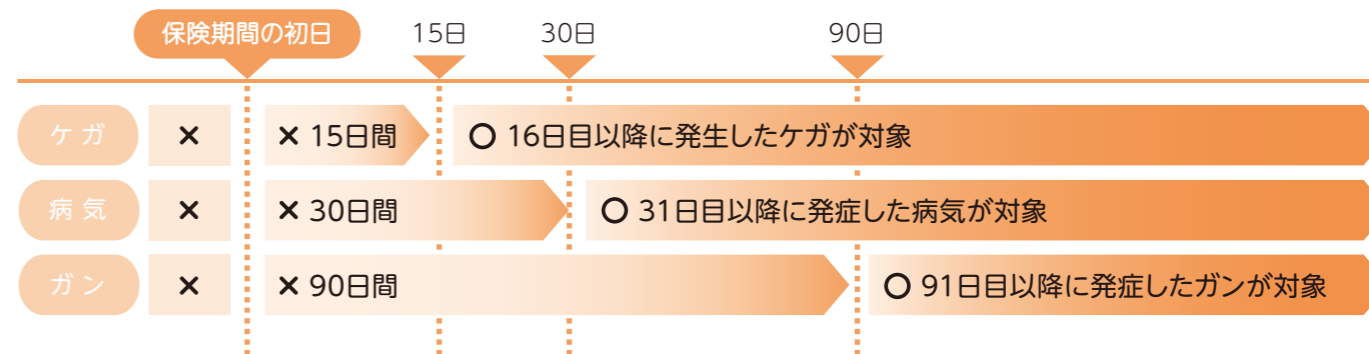 保険期間の初日 15日 30日 90日
ケガ × × 15日間 ○ 16日目以降に発生したケガが対象
病気 × × 30日間 ○ 31日目以降に発症した病気が対象
ガン × × 90日間 ○ 91日目以降に発症したガンが対象